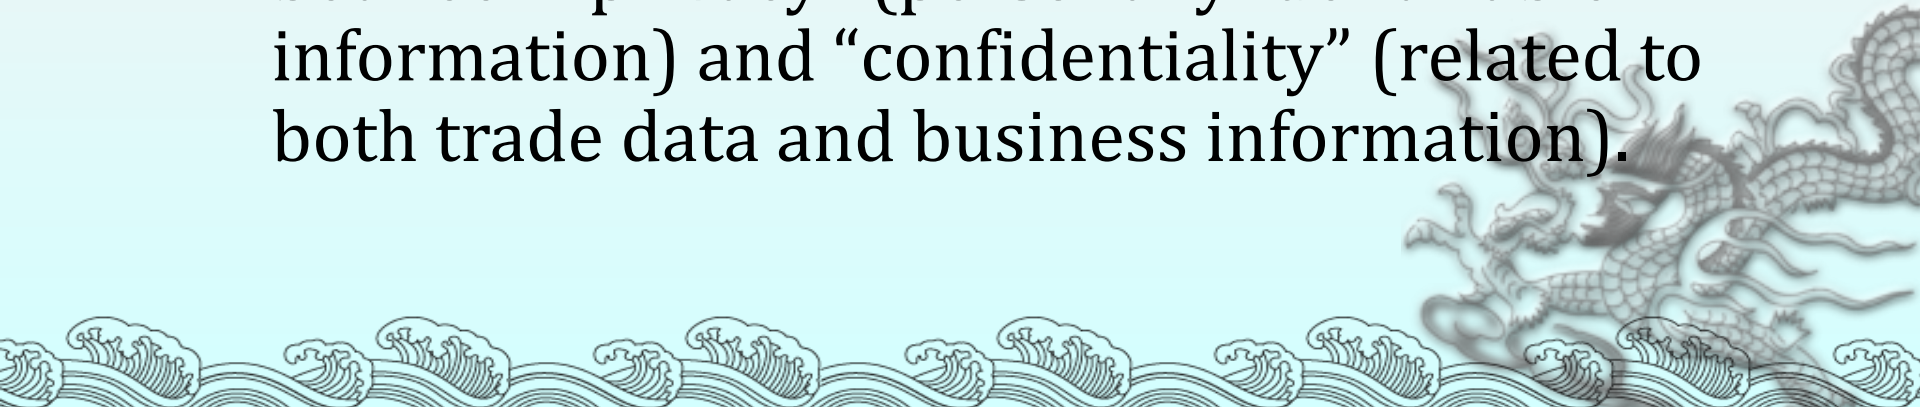 information) and “confidentiality” (related to
both trade data and business information).